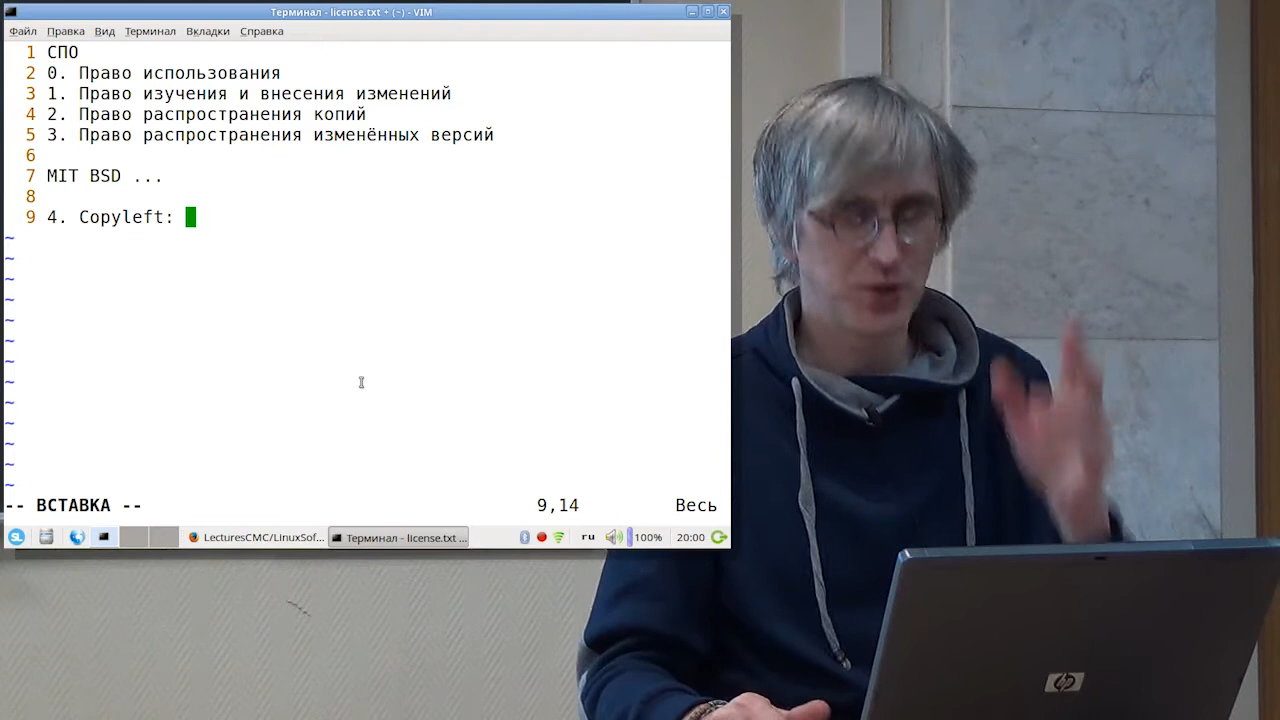 Терминал - license.txt + (~) - VIM
Файл Правка Вид Терминал Вкладки Справка
1 СПО
2 0. Право использования
3 1. Право изучения и внесения изменений
4 2. Право распространения копий
5 3. Право распространения изменённых версий
6
7 MIT BSD ...
8
9 4. Copyleft:
~
~
~
~
~
~
~
~
~
~
~
~
~
-- ВСТАВКА -- 9,14 Весь
SL LecturesCMC/LinuxSof... Терминал - license.txt ... ru 100% 20:00
hp